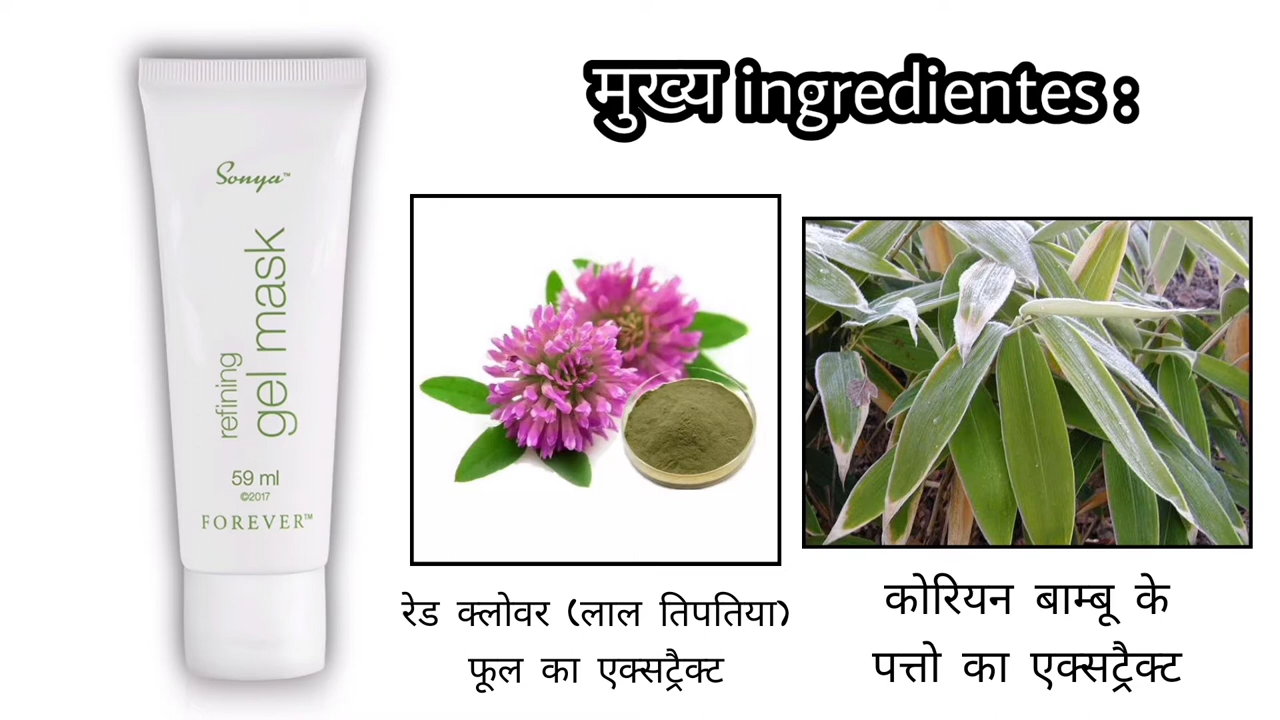 मुख्य ingredientes :
Sonya™
refining
gel mask
59 ml
©2017
FOREVER™
रेड क्लोवर (लाल तिपतिया)
फूल का एक्सट्रैक्ट
कोरियन बाम्बू के
पत्तो का एक्सट्रैक्ट